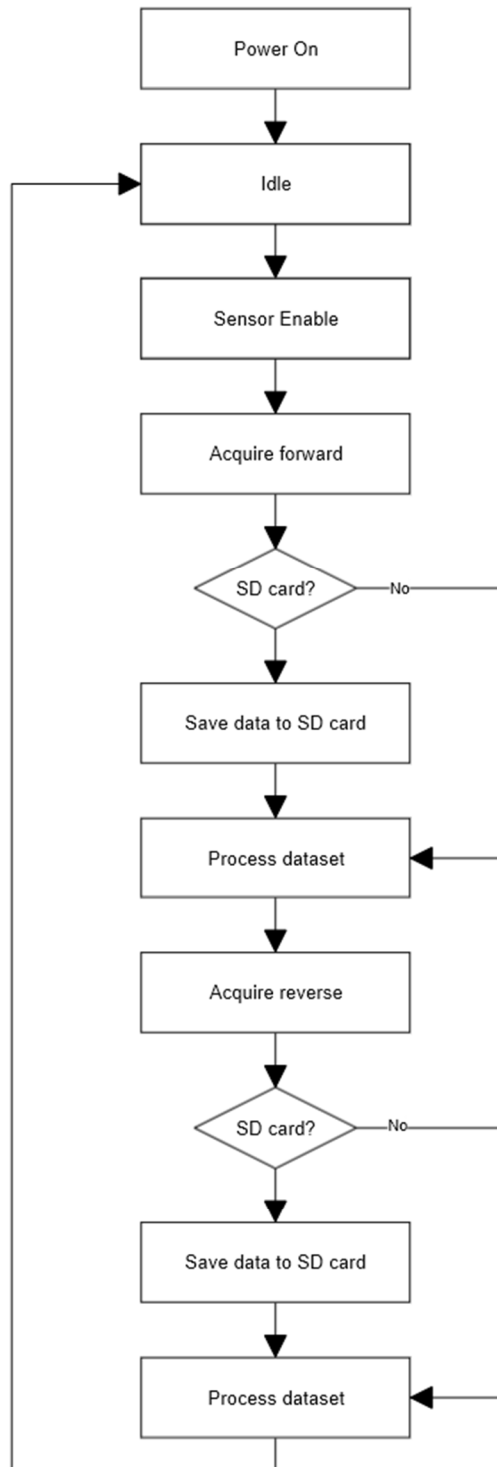 Power On
Idle
Sensor Enable
Acquire forward
SD card?
No
Save data to SD card
Process dataset
Acquire reverse
SD card?
No
Save data to SD card
Process dataset